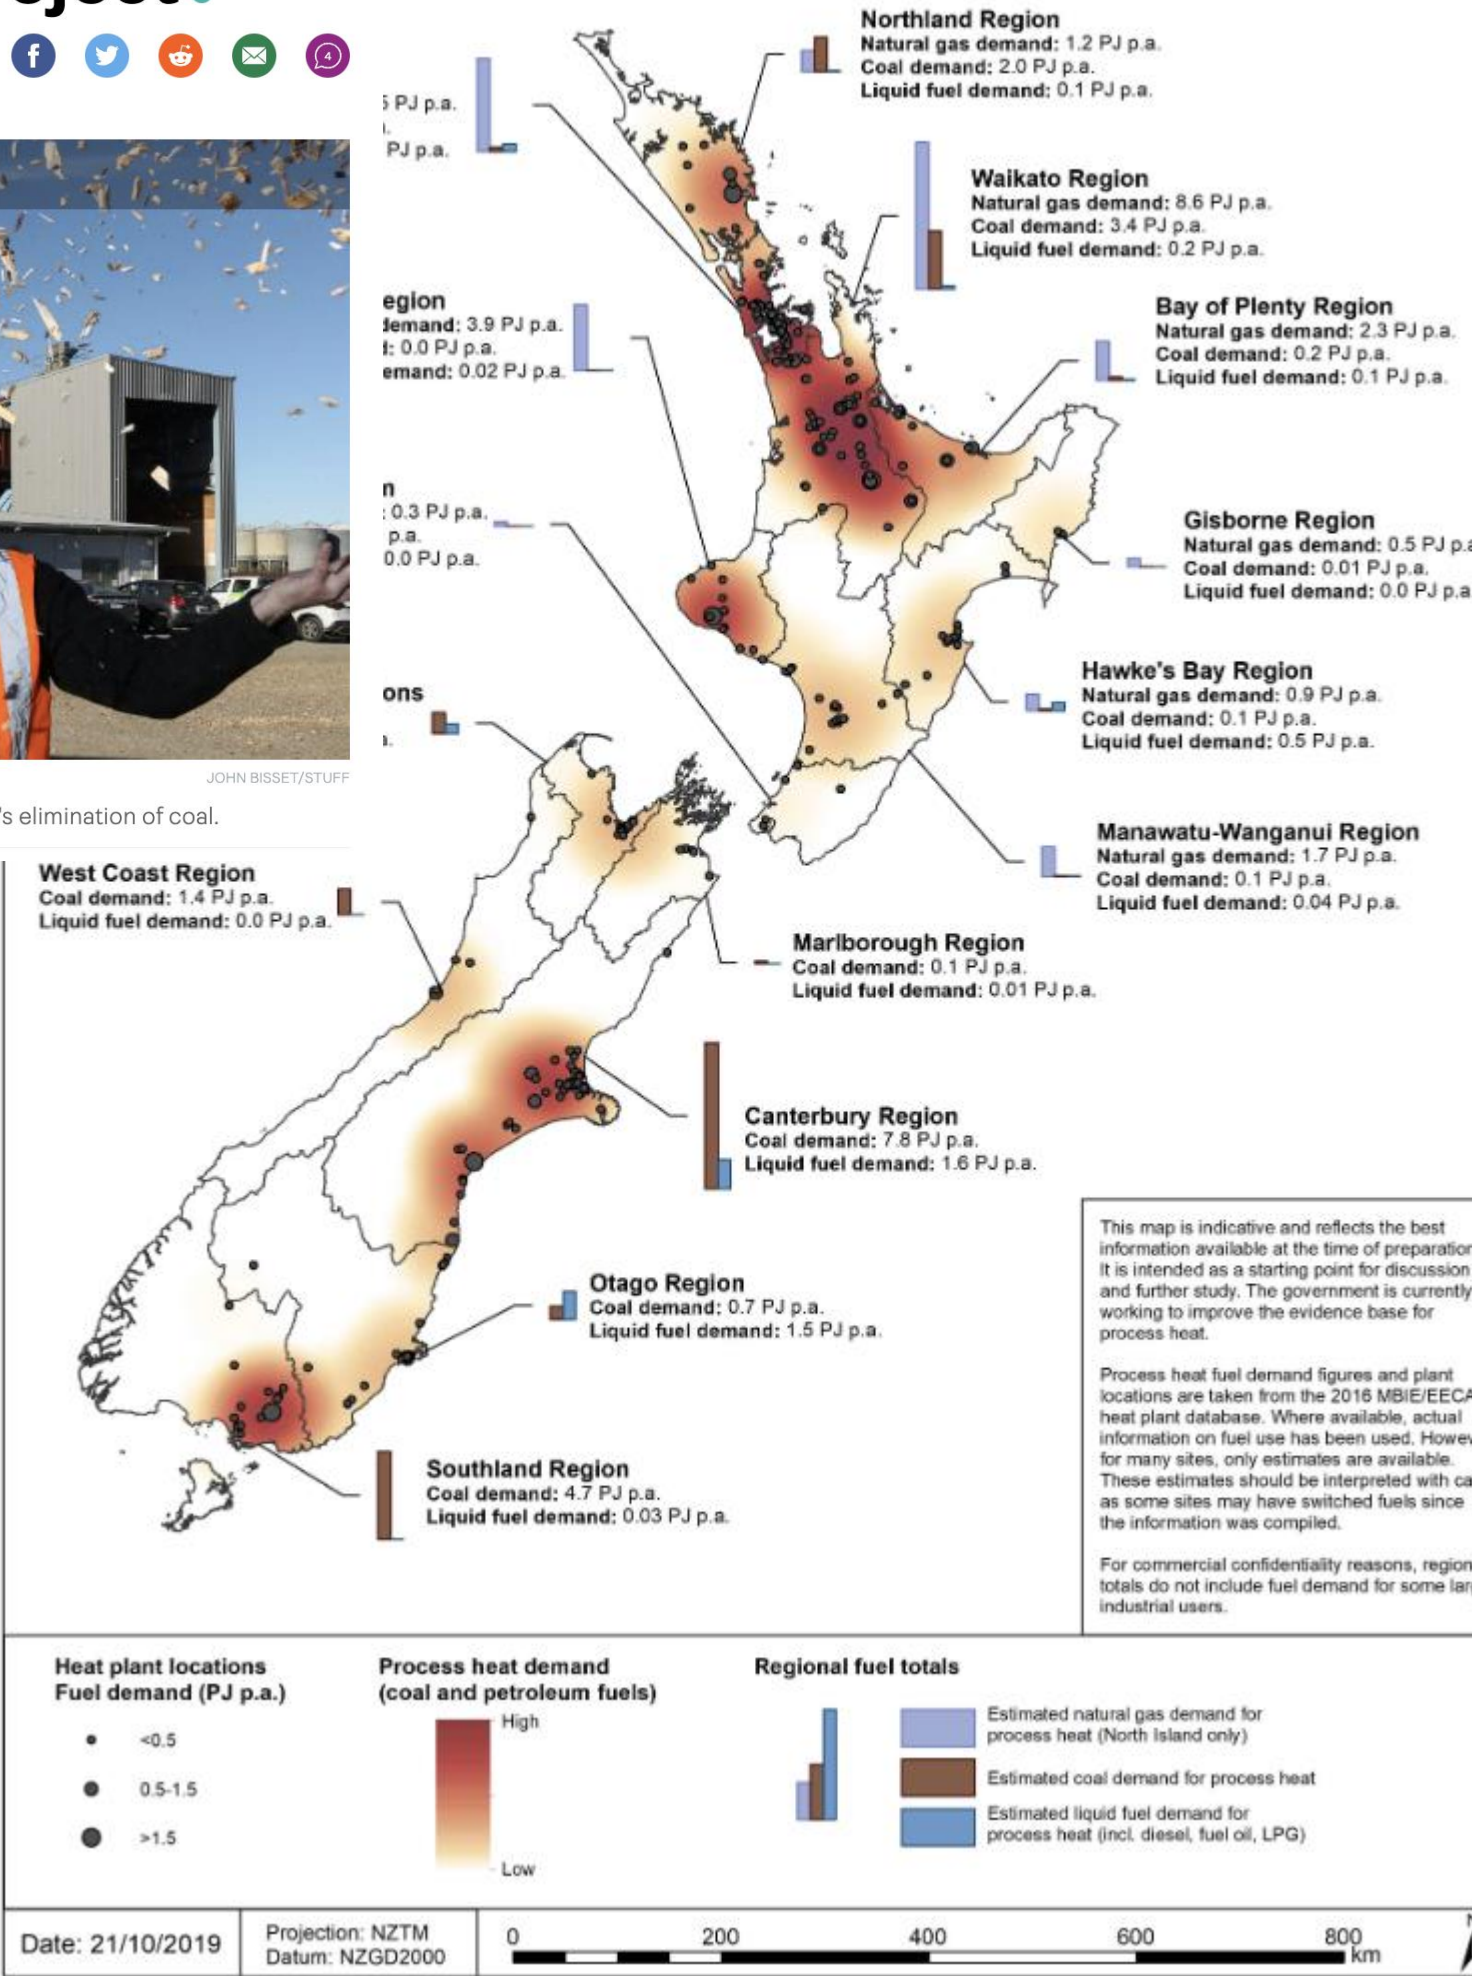 Northland Region
Natural gas demand: 1.2 PJ p.a.
Coal demand: 2.0 PJ p.a.
Liquid fuel demand: 0.1 PJ p.a.
4
PJ p.a.
PJ p.a.
Waikato Region
Natural gas demand: 8.6 PJ p.a.
Coal demand: 3.4 PJ p.a.
Liquid fuel demand: 0.2 PJ p.a.
egion
demand: 3.9 PJ p.a.
: 0.0 PJ p.a.
emand: 0.02 PJ p.a.
Bay of Plenty Region
Natural gas demand: 2.3 PJ p.a.
Coal demand: 0.2 PJ p.a.
Liquid fuel demand: 0.1 PJ p.a.
n
: 0.3 PJ p.a.
p.a.
0.0 PJ p.a.
Gisborne Region
Natural gas demand: 0.5 PJ p.a
Coal demand: 0.01 PJ p.a.
Liquid fuel demand: 0.0 PJ p.a
Hawke's Bay Region
Natural gas demand: 0.9 PJ p.a.
Coal demand: 0.1 PJ p.a.
Liquid fuel demand: 0.5 PJ p.a.
ons
JOHN BISSET/STUFF
's elimination of coal.
Manawatu-Wanganui Region
Natural gas demand: 1.7 PJ p.a.
Coal demand: 0.1 PJ p.a.
Liquid fuel demand: 0.04 PJ p.a.
West Coast Region
Coal demand: 1.4 PJ p.a.
Liquid fuel demand: 0.0 PJ p.a.
Marlborough Region
Coal demand: 0.1 PJ p.a.
Liquid fuel demand: 0.01 PJ p.a.
Canterbury Region
Coal demand: 7.8 PJ p.a.
Liquid fuel demand: 1.6 PJ p.a.
Otago Region
Coal demand: 0.7 PJ p.a.
Liquid fuel demand: 1.5 PJ p.a.
Southland Region
Coal demand: 4.7 PJ p.a.
Liquid fuel demand: 0.03 PJ p.a.
This map is indicative and reflects the best
information available at the time of preparation
It is intended as a starting point for discussion
and further study. The government is currently
working to improve the evidence base for
process heat.
Process heat fuel demand figures and plant
locations are taken from the 2016 MBIE/EECA
heat plant database. Where available, actual
information on fuel use has been used. Howev
for many sites, only estimates are available.
These estimates should be interpreted with ca
as some sites may have switched fuels since
the information was compiled.
For commercial confidentiality reasons, region
totals do not include fuel demand for some lar
industrial users.
Heat plant locations
Fuel demand (PJ p.a.)
<0.5
0.5-1.5
>1.5
Process heat demand
(coal and petroleum fuels)
High
Low
Regional fuel totals
Estimated natural gas demand for
process heat (North Island only)
Estimated coal demand for process heat
Estimated liquid fuel demand for
process heat (incl. diesel, fuel oil, LPG)
Date: 21/10/2019
Projection: NZTM
Datum: NZGD2000
0 200 400 600 800
km